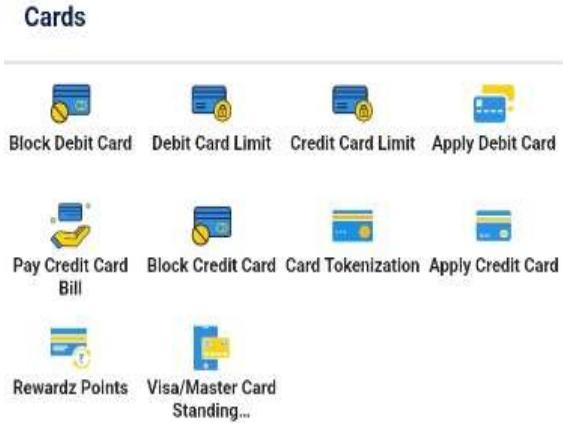 Cards
Block Debit Card Debit Card Limit Credit Card Limit Apply Debit Card
Pay Credit Card Block Credit Card Card Tokenization Apply Credit Card
Bill
Rewardz Points Visa/Master Card
Standing...